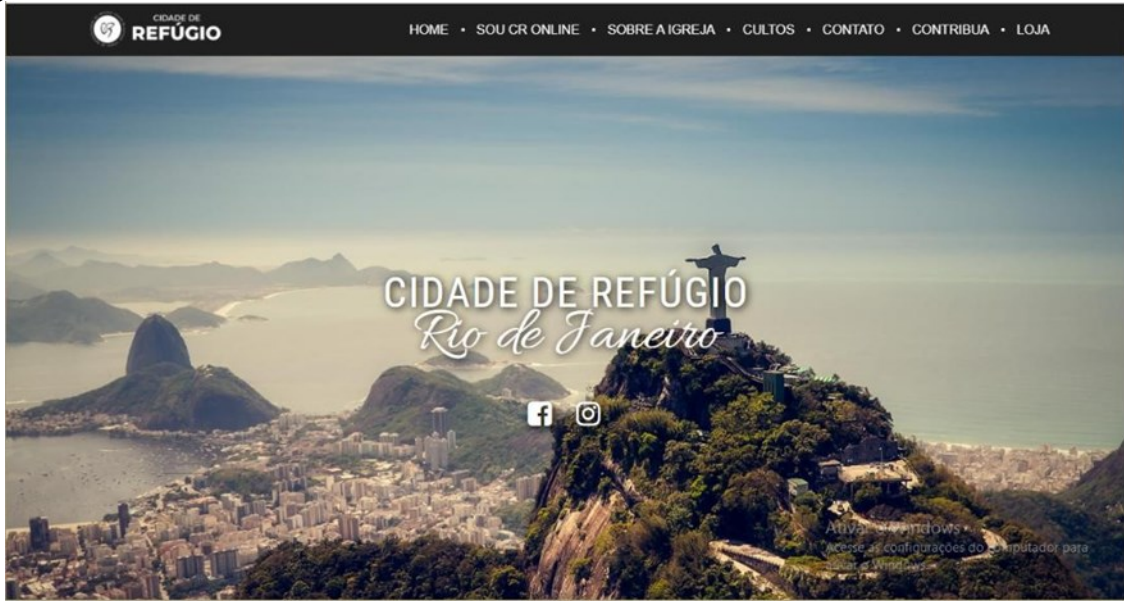 CIDADE DE
REFÚGIO
HOME • SOU CR ONLINE • SOBRE A IGREJA • CULTOS • CONTATO • CONTRIBUA • LOJA
CIDADE DE REFÚGIO
Rio de Janeiro
Ativar o Windows
Acesse as configurações do computador para
ativar o Windows.